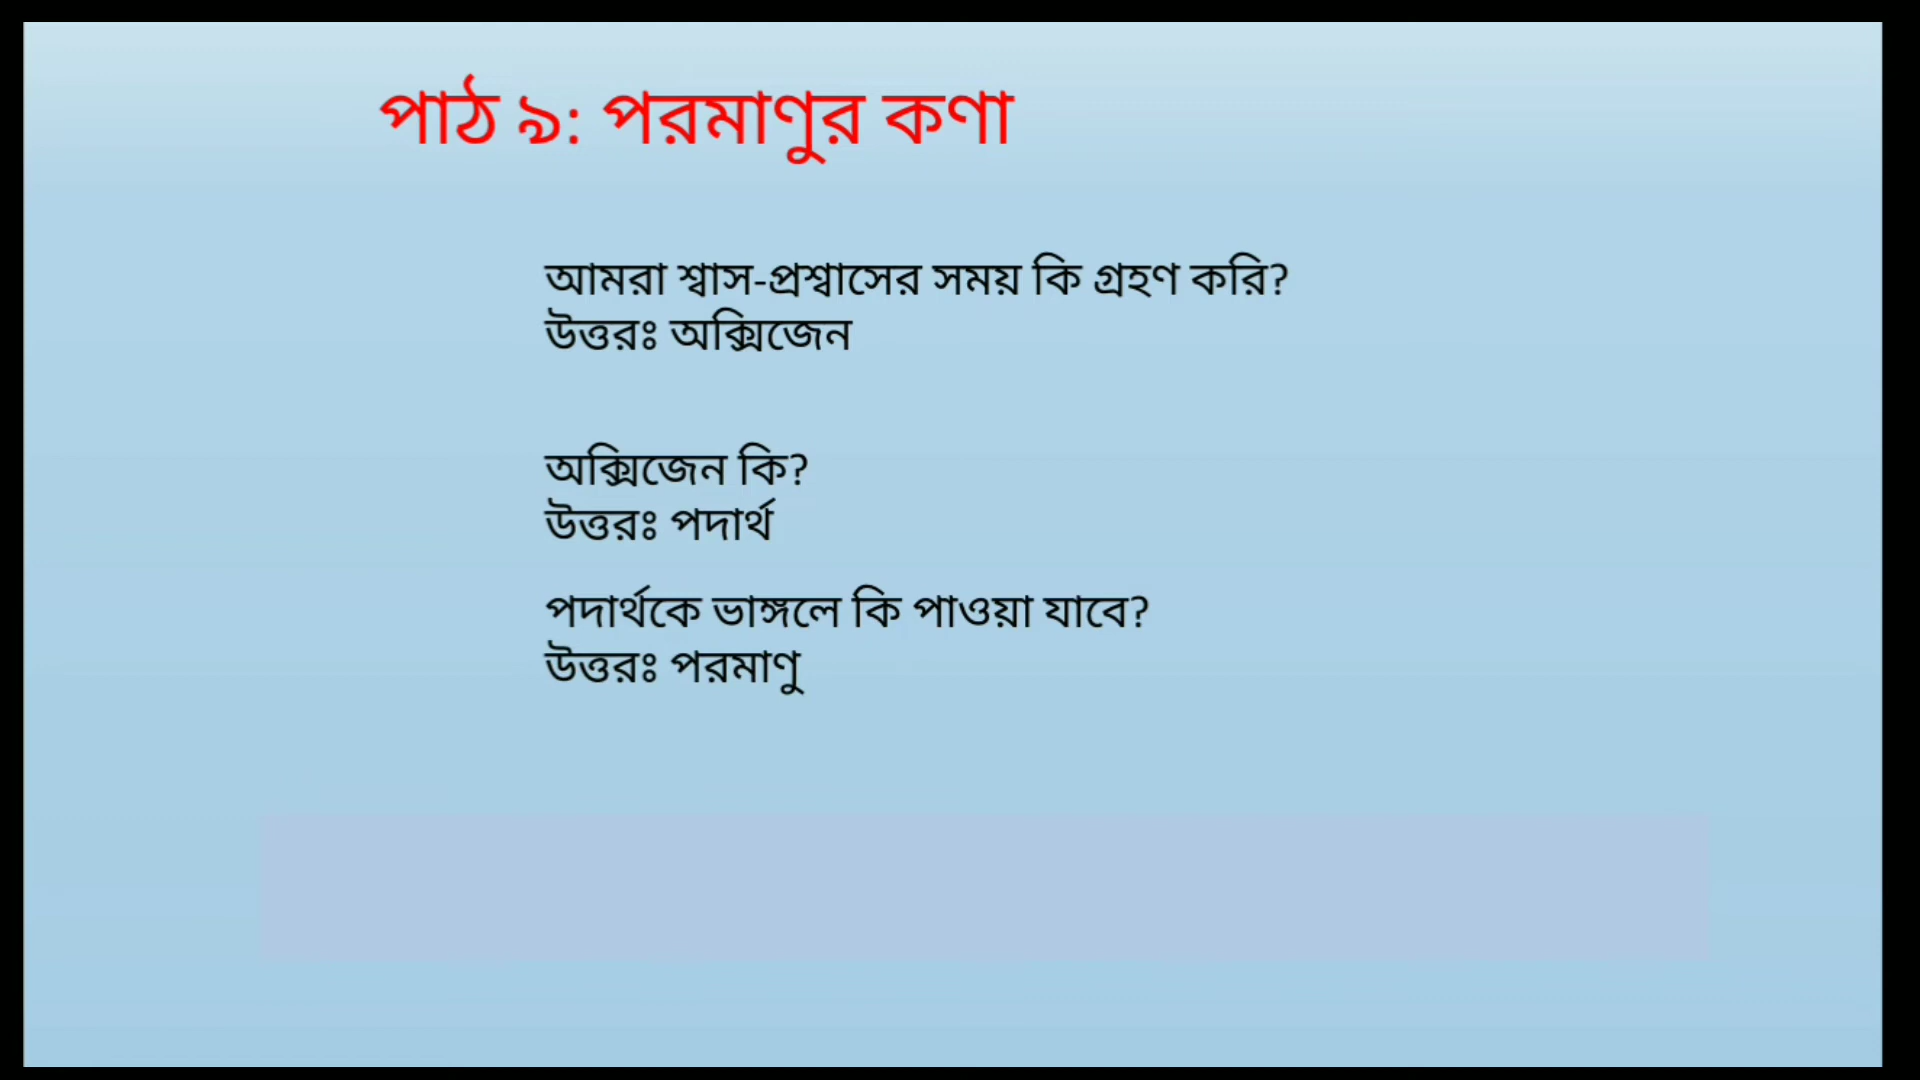 পাঠ ৯: পরমাণুর কণা
আমরা শ্বাস-প্রশ্বাসের সময় কি গ্রহণ করি?
উত্তরঃ অক্সিজেন
অক্সিজেন কি?
উত্তরঃ পদার্থ
পদার্থকে ভাঙ্গলে কি পাওয়া যাবে?
উত্তরঃ পরমাণু